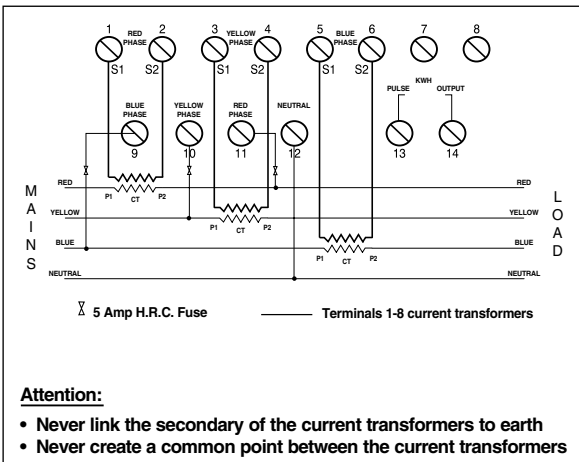 1 2 3 4 5 6 7 8
RED PHASE
YELLOW PHASE
BLUE PHASE
S1 S2 S1 S2 S1 S2
KWH
PULSE OUTPUT
BLUE PHASE
YELLOW PHASE
RED PHASE
NEUTRAL
9 10 11 12 13 14
MAINS
LOAD
RED RED
P1 CT P2
YELLOW YELLOW
P1 CT P2
BLUE BLUE
P1 CT P2
NEUTRAL NEUTRAL
5 Amp H.R.C. Fuse Terminals 1-8 current transformers
Attention:
• Never link the secondary of the current transformers to earth
• Never create a common point between the current transformers